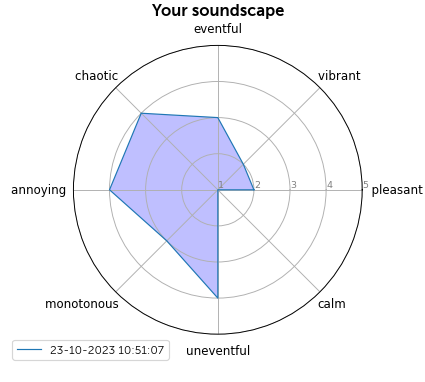 Your soundscape
eventful
chaotic
vibrant
annoying
1 2 3 4 5
pleasant
monotonous
calm
uneventful
23-10-2023 10:51:07